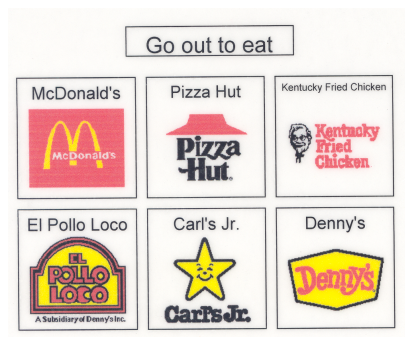 Go out to eat
McDonald's
McDonald's
Pizza Hut
Pizza
Hut
Kentucky Fried Chicken
Kentucky
Fried
Chicken
El Pollo Loco
EL
POLLO
LOCO
A Subsidiary of Denny's Inc.
Carl's Jr.
Carl's Jr.
Denny's
Denny's